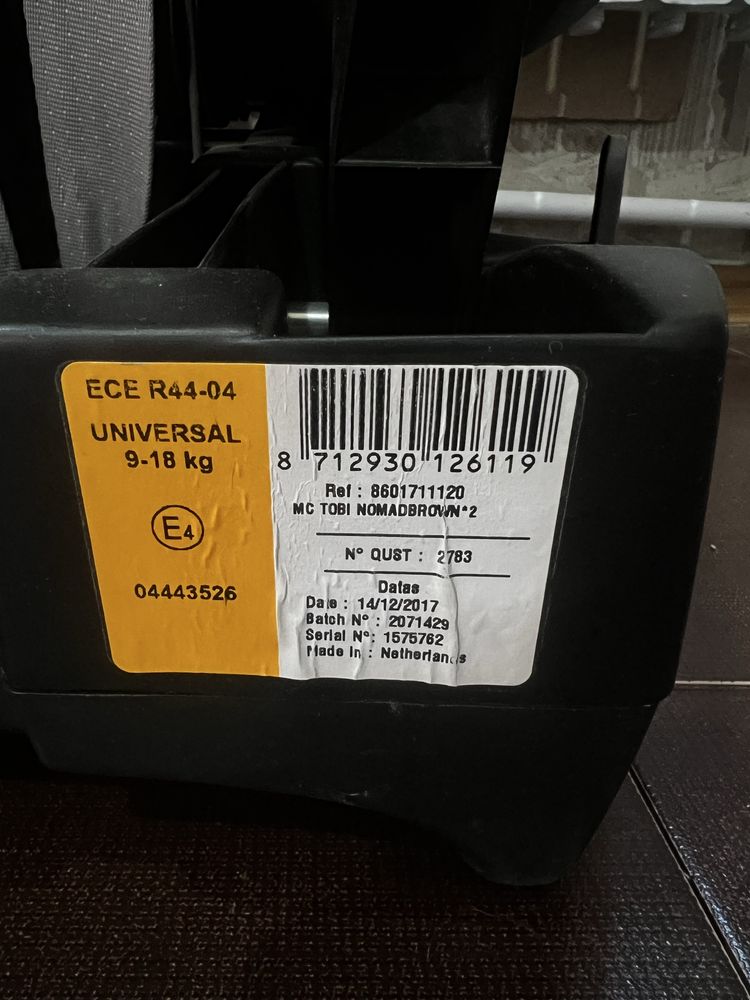 ECE R44-04
UNIVERSAL
9-18 kg
E4
04443526
8 712930 126119
Ref : 8601711120
MC TOBI NOMADBROWN*2
N° QUST : 2783
Datas
Date : 14/12/2017
Batch N° : 2071429
Serial N° : 1575762
Made In : Netherlands